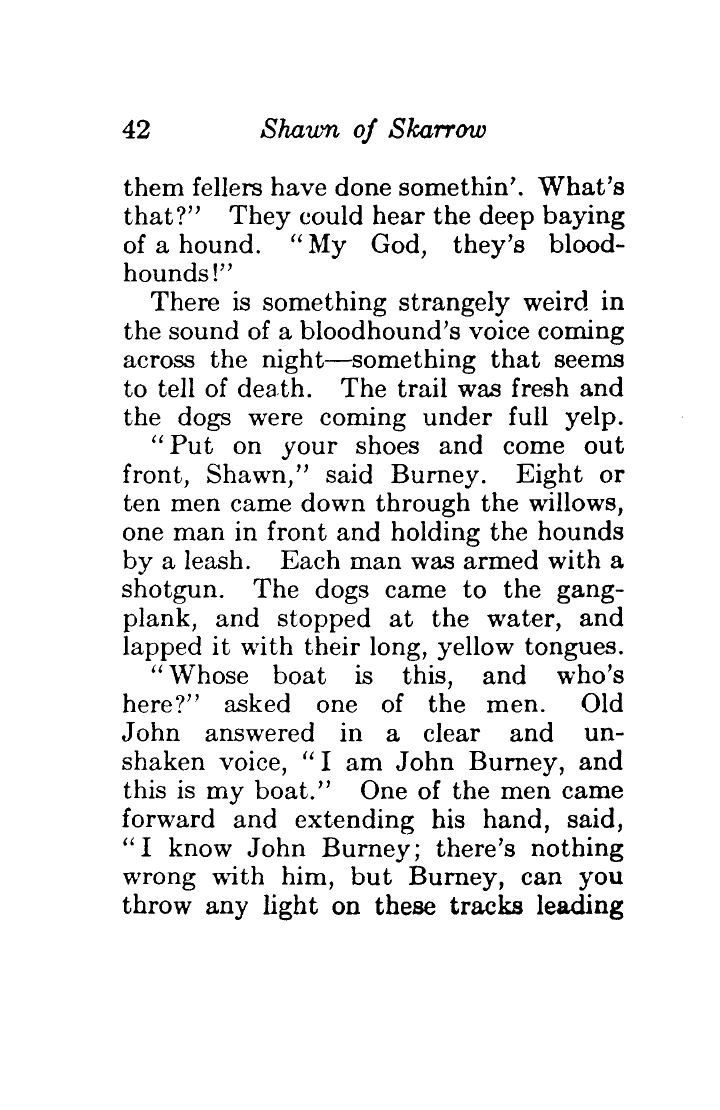 42 Shawn of Skarrow
them fellers have done somethin'. What's
that?" They could hear the deep baying
of a hound. "My God, they's blood-
hounds!"
There is something strangely weird in
the sound of a bloodhound's voice coming
across the night—something that seems
to tell of death. The trail was fresh and
the dogs were coming under full yelp.
"Put on your shoes and come out
front, Shawn," said Burney. Eight or
ten men came down through the willows,
one man in front and holding the hounds
by a leash. Each man was armed with a
shotgun. The dogs came to the gang-
plank, and stopped at the water, and
lapped it with their long, yellow tongues.
"Whose boat is this, and who's
here?" asked one of the men. Old
John answered in a clear and un-
shaken voice, "I am John Burney, and
this is my boat." One of the men came
forward and extending his hand, said,
"I know John Burney; there's nothing
wrong with him, but Burney, can you
throw any light on these tracks leading